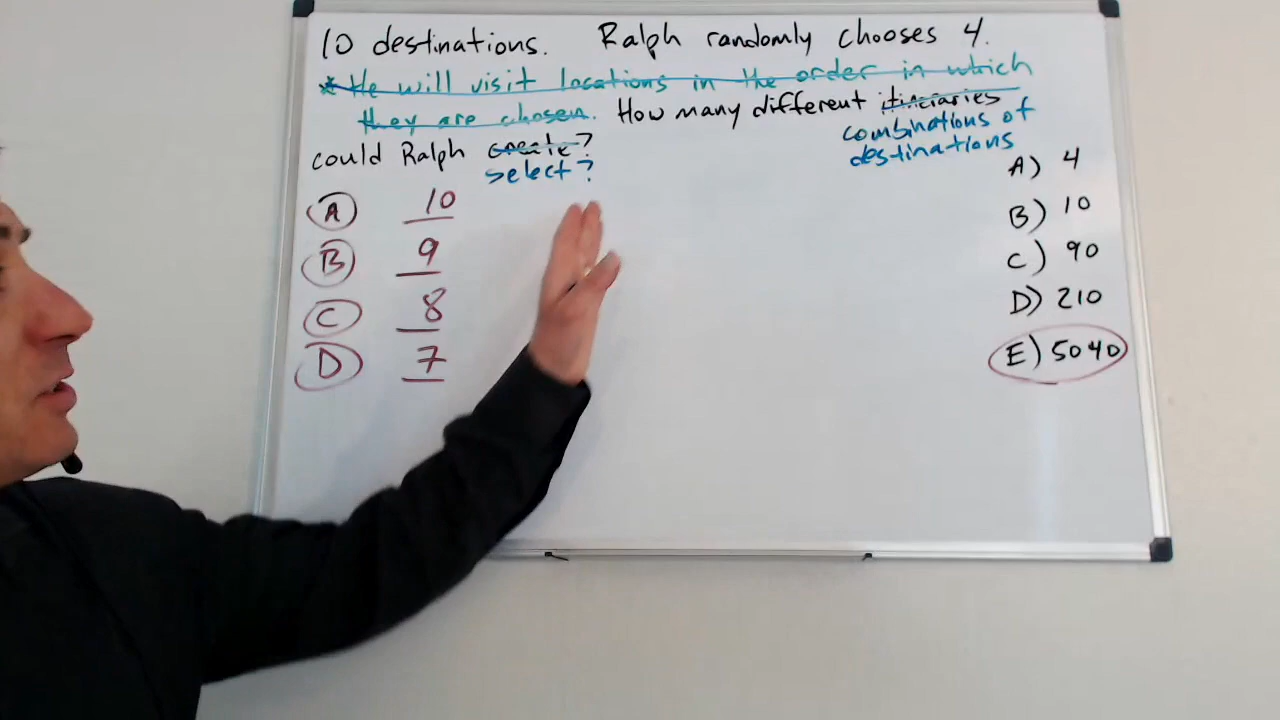 10 destinations. Ralph randomly chooses 4.
* He will visit locations in the order in which
they are chosen. How many different itineraries
combinations of
destinations
could Ralph create?
select?
A) 4
B) 10
C) 90
D) 210
E) 5040
A 10
B 9
C 8
D 7